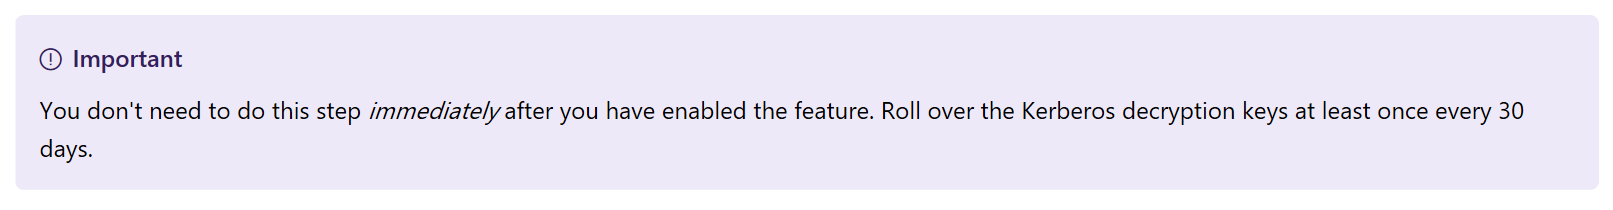 Important
You don't need to do this step immediately after you have enabled the feature. Roll over the Kerberos decryption keys at least once every 30
days.